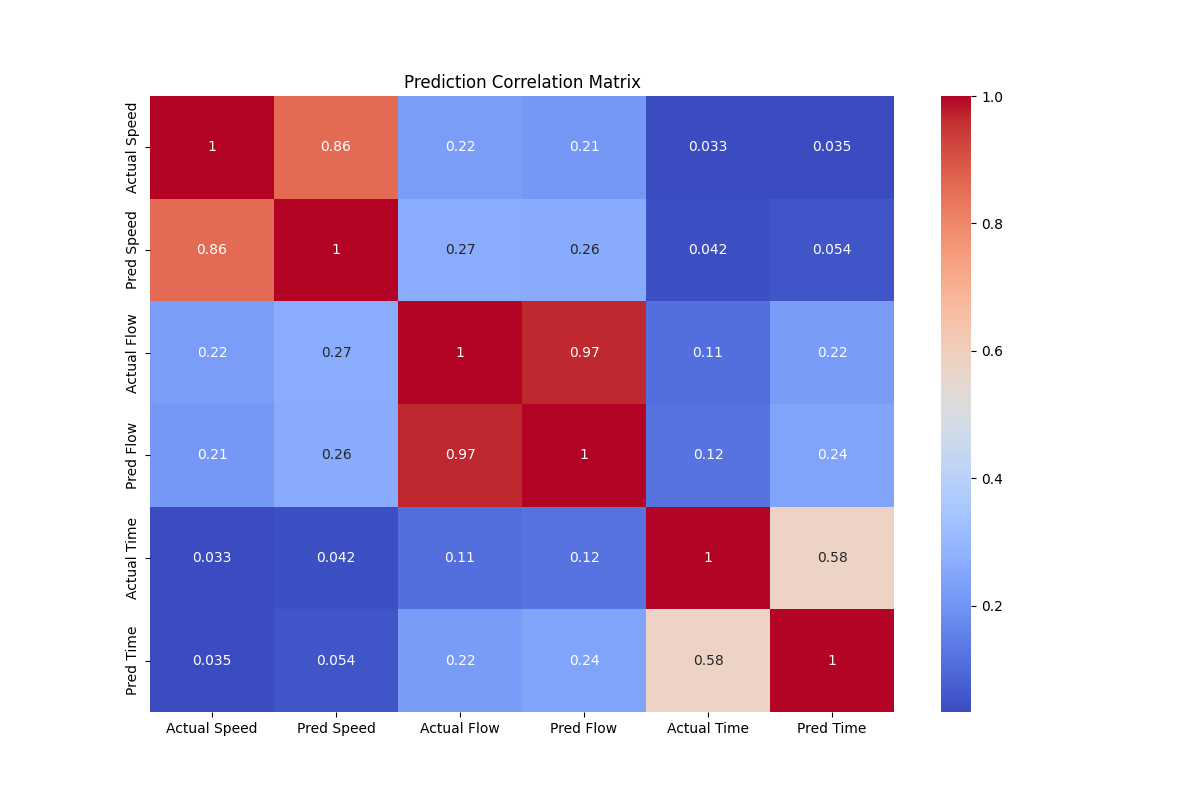 Prediction Correlation Matrix
Actual Speed 1 0.86 0.22 0.21 0.033 0.035
Pred Speed 0.86 1 0.27 0.26 0.042 0.054
Actual Flow 0.22 0.27 1 0.97 0.11 0.22
Pred Flow 0.21 0.26 0.97 1 0.12 0.24
Actual Time 0.033 0.042 0.11 0.12 1 0.58
Pred Time 0.035 0.054 0.22 0.24 0.58 1
Actual Speed Pred Speed Actual Flow Pred Flow Actual Time Pred Time
1.0
0.8
0.6
0.4
0.2